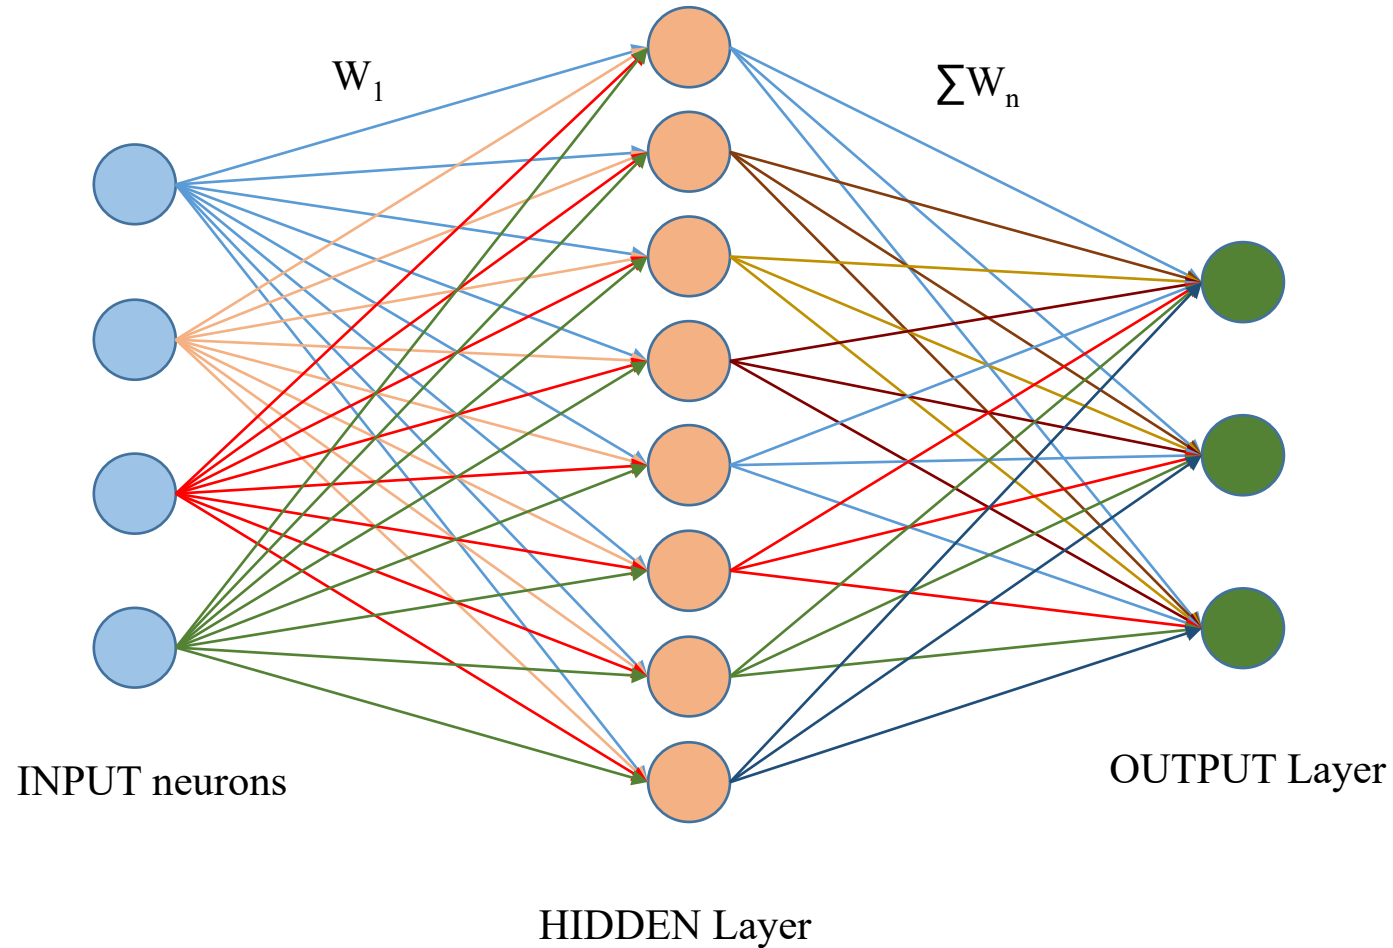 W₁
∑Wₙ
INPUT neurons
OUTPUT Layer
HIDDEN Layer